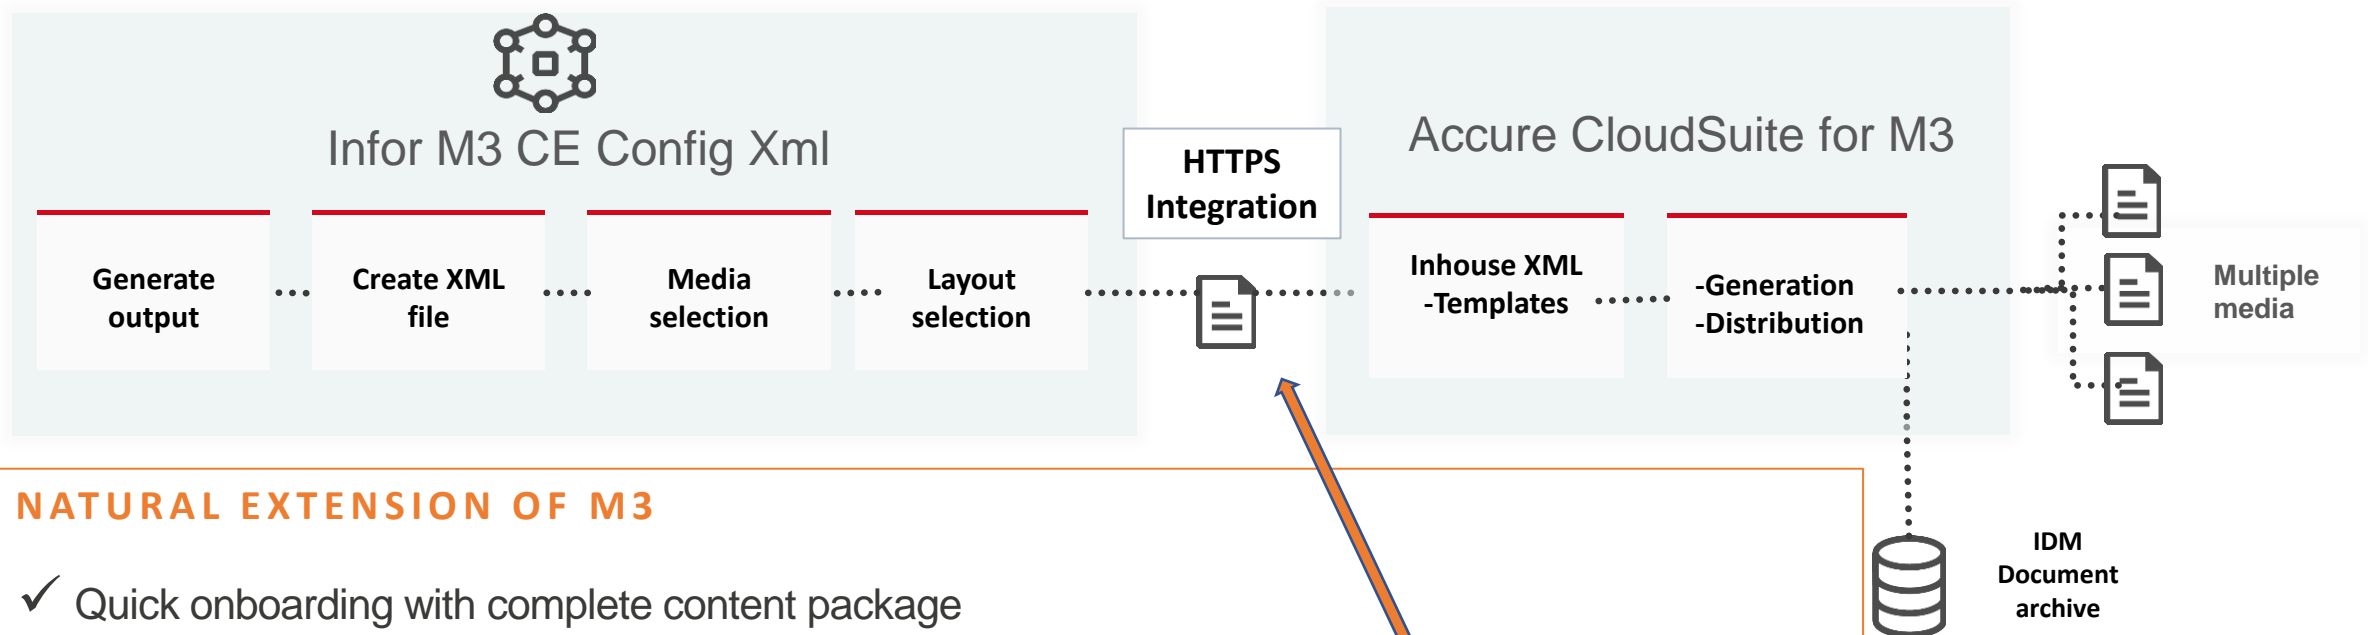 Infor M3 CE Config Xml
Generate
output
Create XML
file
Media
selection
Layout
selection
HTTPS
Integration
Accure CloudSuite for M3
Inhouse XML
-Templates
-Generation
-Distribution
Multiple
media
IDM
Document
archive
NATURAL EXTENSION OF M3
✓ Quick onboarding with complete content package